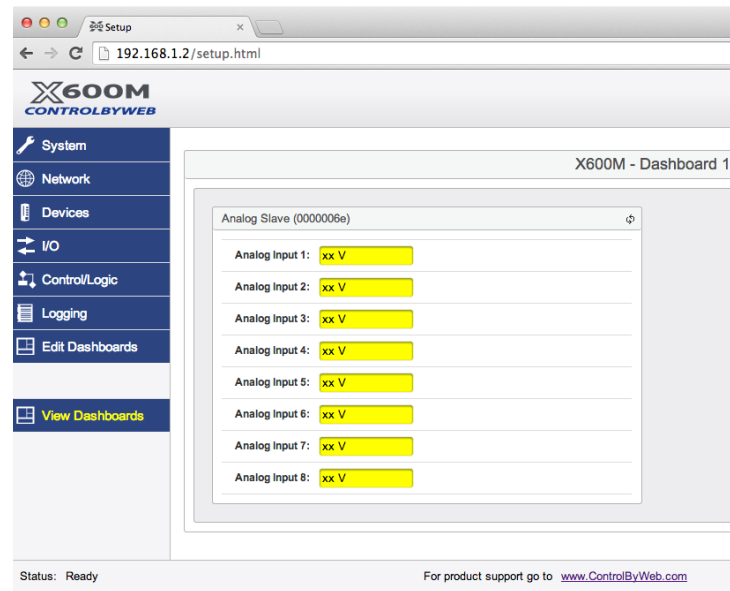 Setup
192.168.1.2/setup.html
X600M
CONTROLBYWEB
System
Network
Devices
I/O
Control/Logic
Logging
Edit Dashboards
View Dashboards
X600M - Dashboard 1
Analog Slave (0000006e)
Analog Input 1: xx V
Analog Input 2: xx V
Analog Input 3: xx V
Analog Input 4: xx V
Analog Input 5: xx V
Analog Input 6: xx V
Analog Input 7: xx V
Analog Input 8: xx V
Status: Ready
For product support go to www.ControlByWeb.com